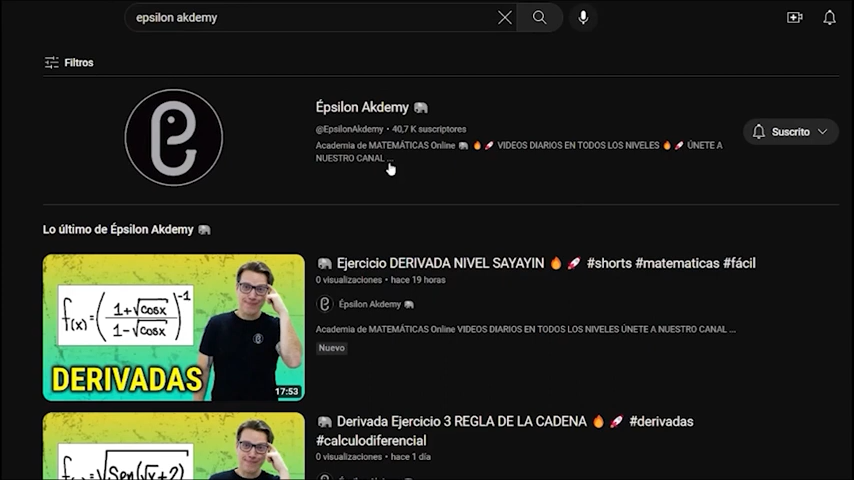 epsilon akdemy
Filtros
Épsilon Akdemy
@EpsilonAkdemy • 40,7 K suscriptores
Suscrito
Academia de MATEMÁTICAS Online 🐘 🔥 🚀 VIDEOS DIARIOS EN TODOS LOS NIVELES 🔥 🚀 ÚNETE A
NUESTRO CANAL ...
Lo último de Épsilon Akdemy 🐘
f(x) = (1+√cosx / 1-√cosx)^-1
DERIVADAS
17:53
🐘 Ejercicio DERIVADA NIVEL SAYAYIN 🔥 🚀 #shorts #matematicas #fácil
0 visualizaciones • hace 19 horas
Épsilon Akdemy 🐘
Academia de MATEMÁTICAS Online VIDEOS DIARIOS EN TODOS LOS NIVELES ÚNETE A NUESTRO CANAL ...
Nuevo
🐘 Derivada Ejercicio 3 REGLA DE LA CADENA 🔥 🚀 #derivadas
#calculodiferencial
0 visualizaciones • hace 1 día